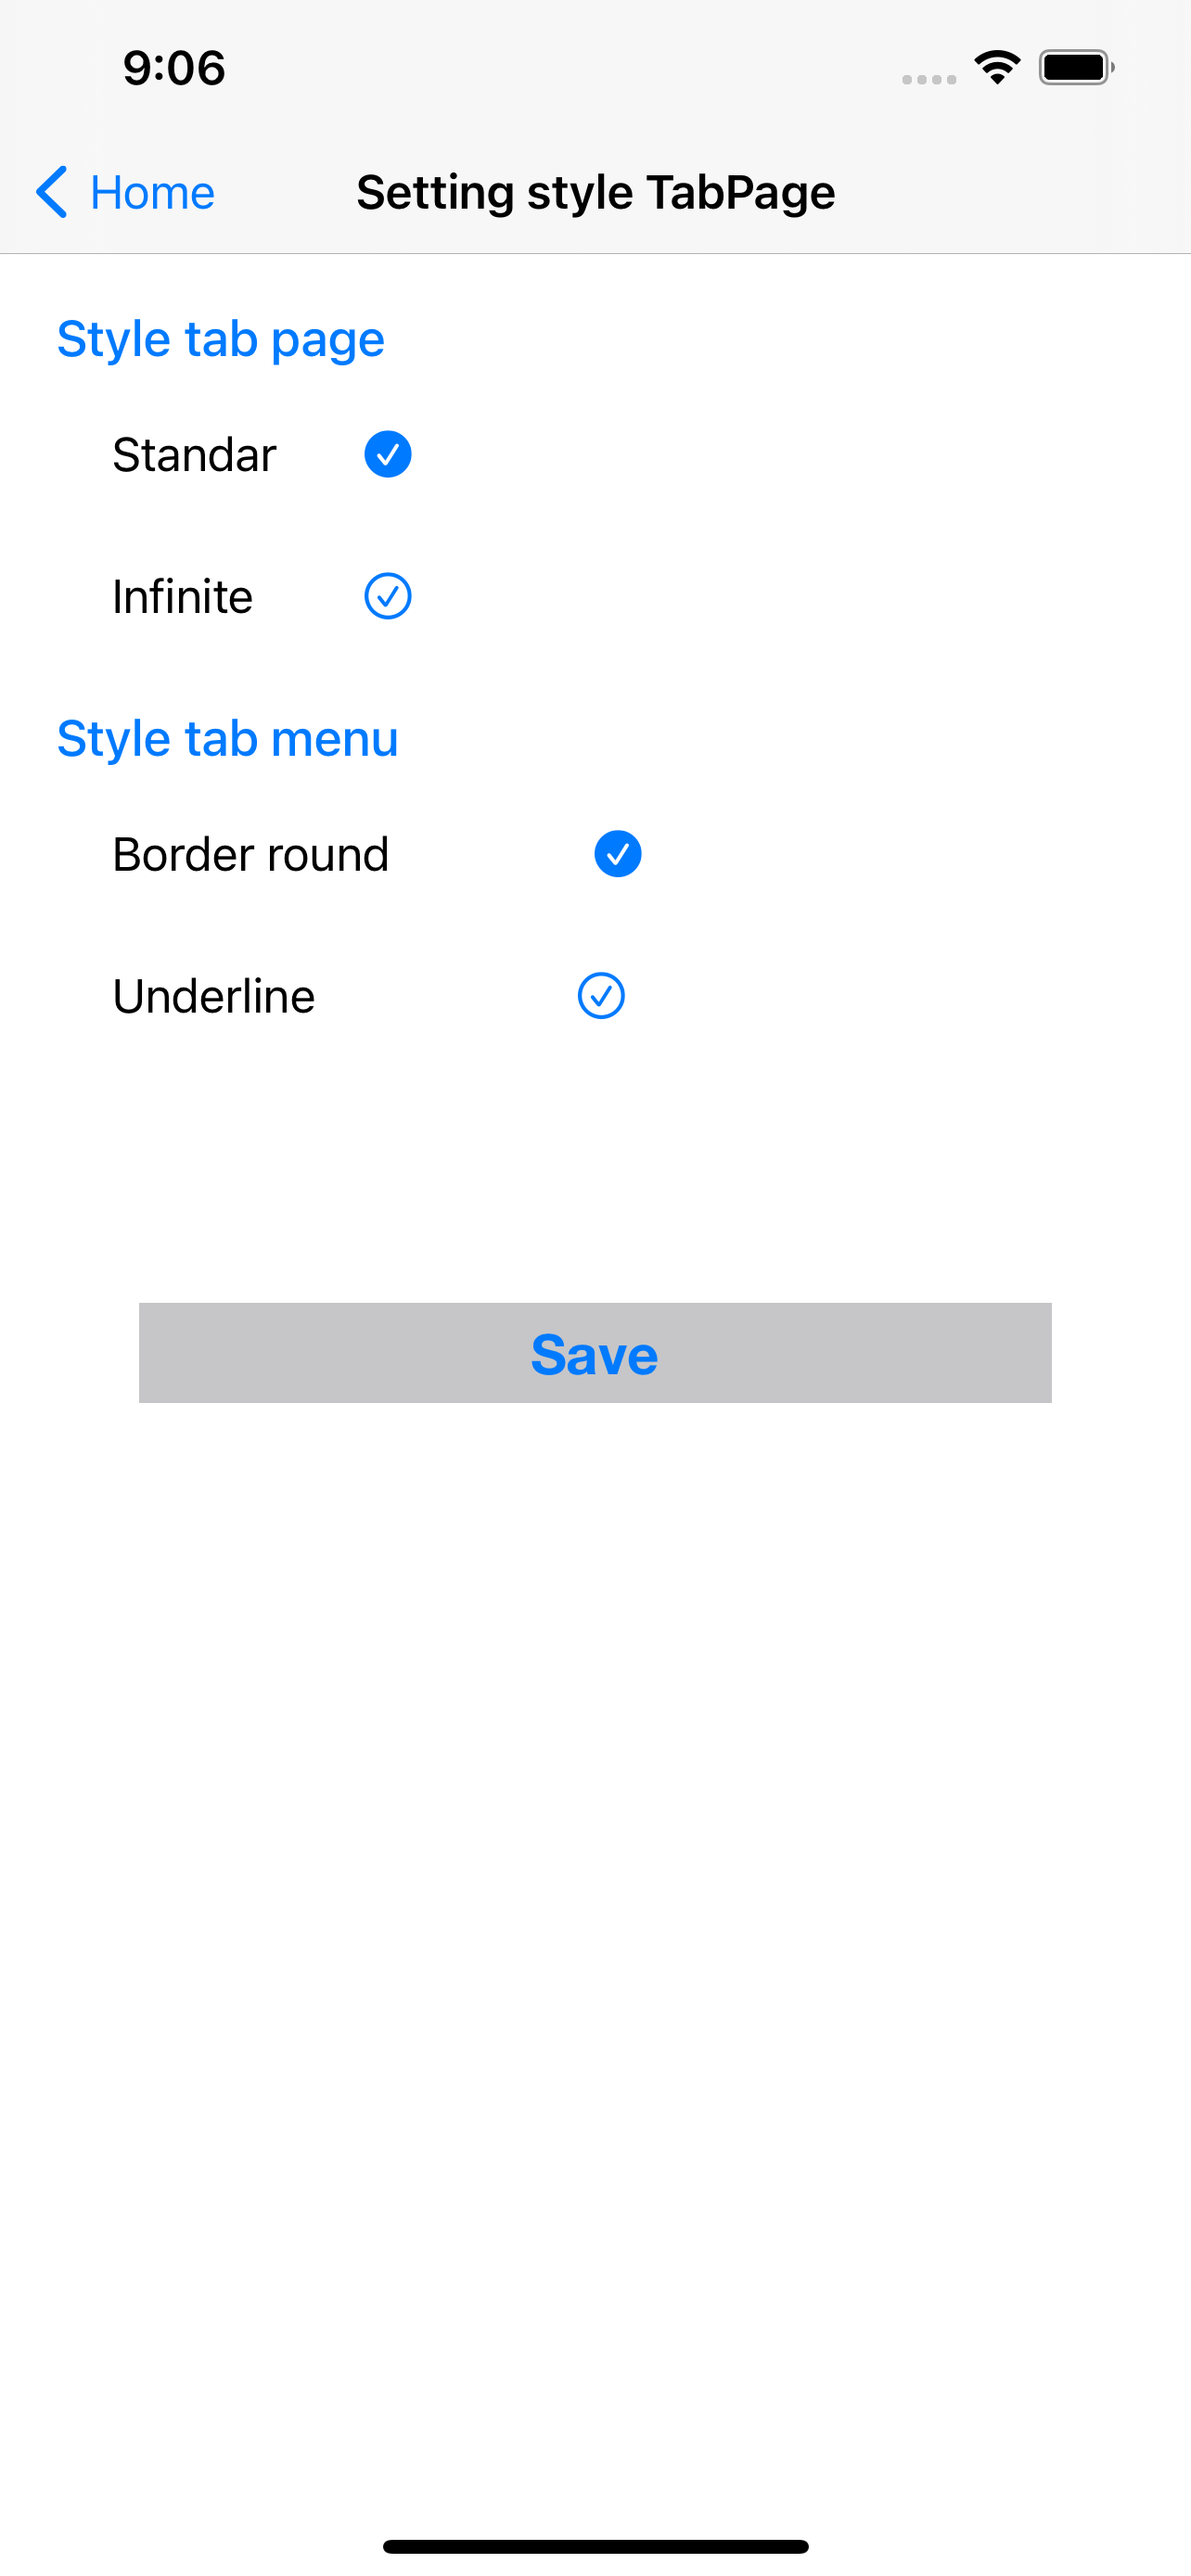 9:06
Home
Setting style TabPage
Style tab page
Standar
Infinite
Style tab menu
Border round
Underline
Save